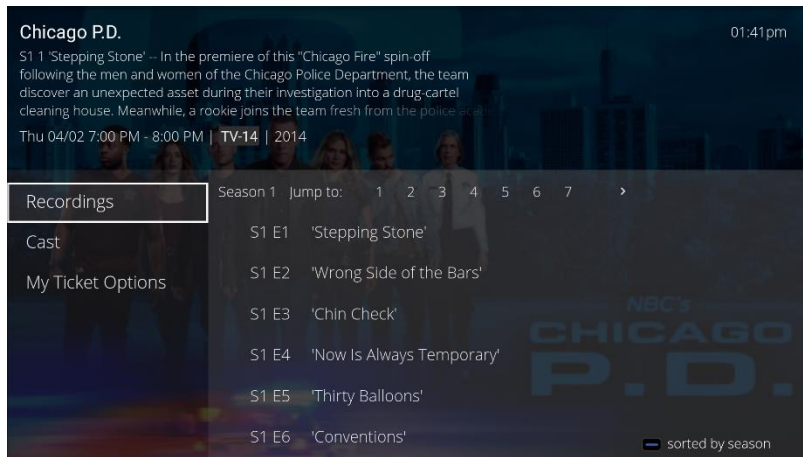 Chicago P.D.
01:41pm
S1 1 'Stepping Stone' -- In the premiere of this "Chicago Fire" spin-off
following the men and women of the Chicago Police Department, the team
discover an unexpected asset during their investigation into a drug-cartel
cleaning house. Meanwhile, a rookie joins the team fresh from the police
Thu 04/02 7:00 PM - 8:00 PM | TV-14 | 2014
Recordings
Cast
My Ticket Options
Season 1 Jump to: 1 2 3 4 5 6 7 >
S1 E1 'Stepping Stone'
S1 E2 'Wrong Side of the Bars'
S1 E3 'Chin Check'
S1 E4 'Now Is Always Temporary'
S1 E5 'Thirty Balloons'
S1 E6 'Conventions'
NBC's
CHICAGO
P.D.
sorted by season